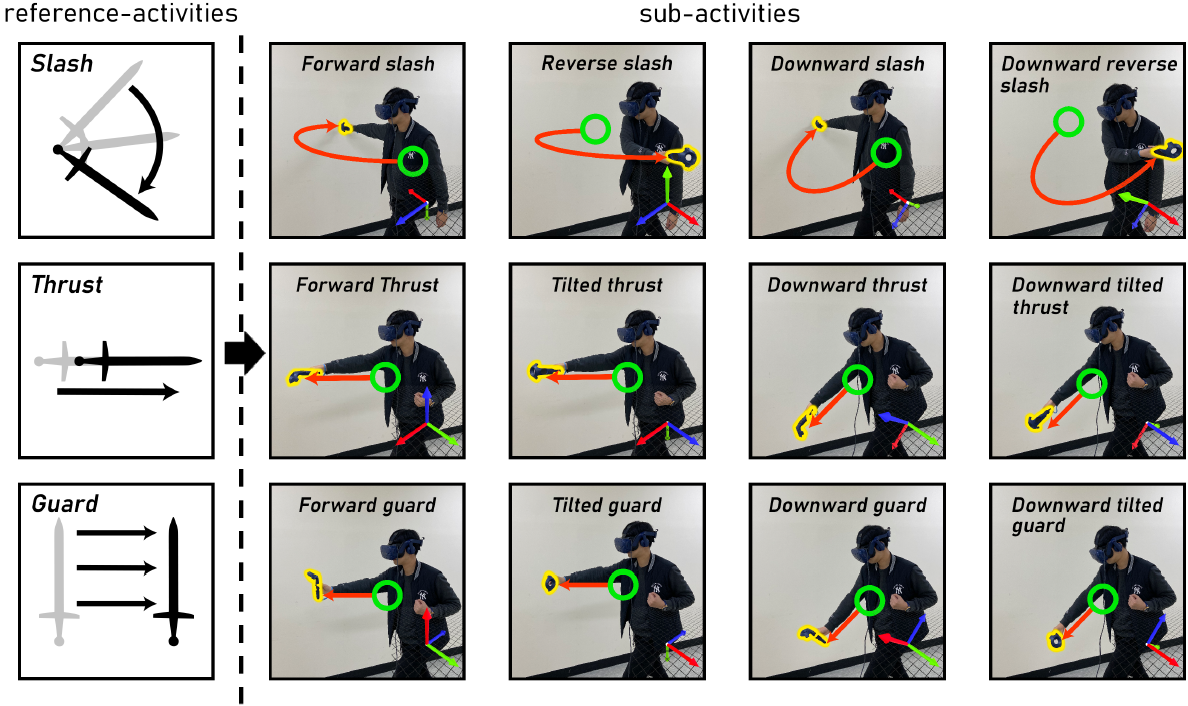 reference-activities
sub-activities
Slash
Forward slash
Reverse slash
Downward slash
Downward reverse
slash
Thrust
Forward Thrust
Tilted thrust
Downward thrust
Downward tilted
thrust
Guard
Forward guard
Tilted guard
Downward guard
Downward tilted
guard